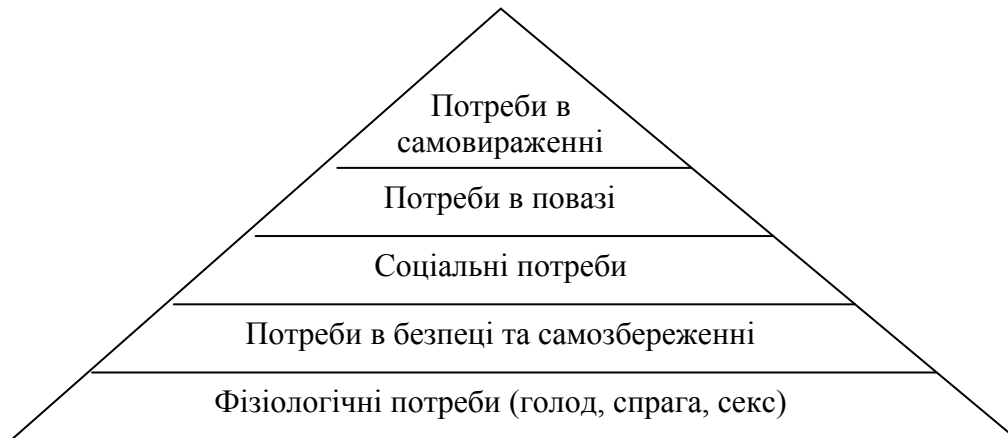 Потреби в
самовираженні
Потреби в повазі
Соціальні потреби
Потреби в безпеці та самозбереженні
Фізіологічні потреби (голод, спрага, секс)